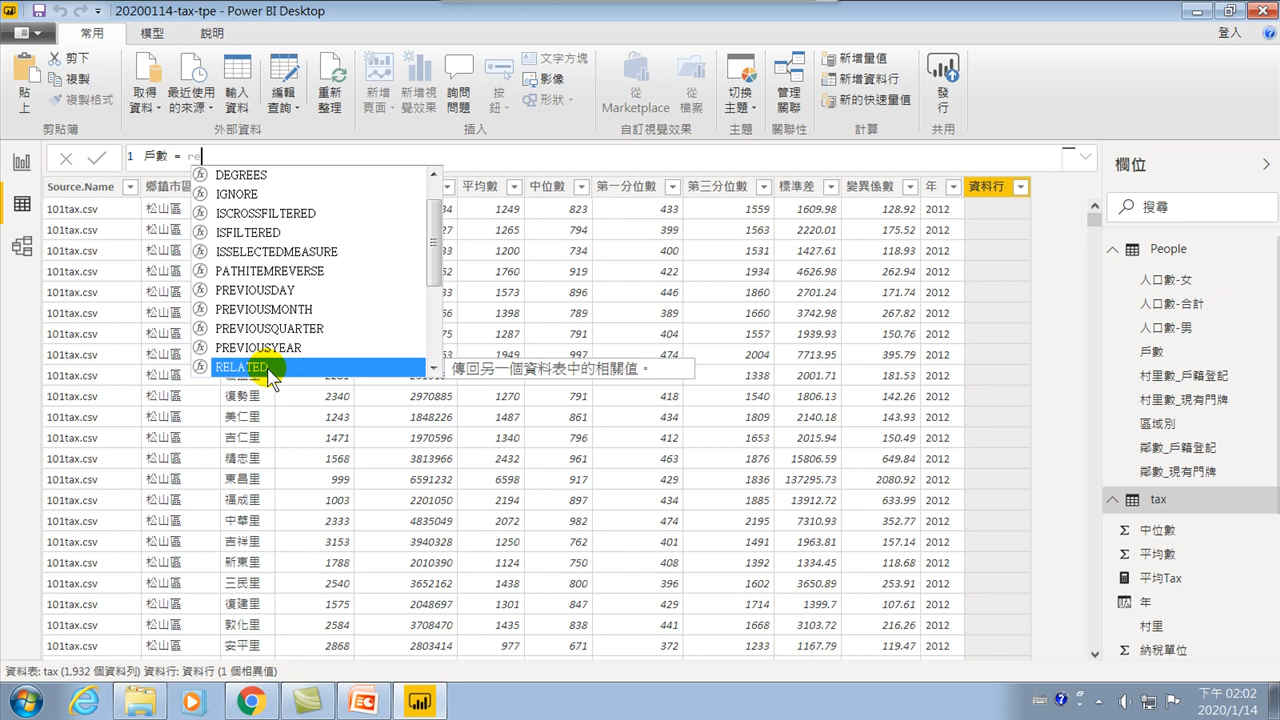 20200114-tax-tpe - Power BI Desktop
常用 模型 說明 登入
貼上 剪下 複製 複製格式 剪貼簿
取得資料 最近使用的來源 輸入資料 編輯查詢 重新整理 外部資料
新增頁面 新增視覺效果 詢問問題 按鈕 文字方塊 影像 形狀 插入
從 Marketplace 從檔案 自訂視覺效果
切換主題 主題 管理關聯 關聯性
新增量值 新增資料行 新的快速量值 計算 發行 共用
1 戶數 = re
DEGREES
IGNORE
ISCROSSFILTERED
ISFILTERED
ISSELECTEDMEASURE
PATHITEMREVERSE
PREVIOUSDAY
PREVIOUSMONTH
PREVIOUSQUARTER
PREVIOUSYEAR
RELATED 傳回另一個資料表中的相關值。
Source.Name 鄉鎮市區 平均數 中位數 第一分位數 第三分位數 標準差 變異係數 年 資料行
101tax.csv 松山區 1249 823 433 1559 1609.98 128.92 2012
101tax.csv 松山區 1265 794 399 1563 2220.01 175.52 2012
101tax.csv 松山區 1200 734 400 1531 1427.61 118.93 2012
101tax.csv 松山區 1760 919 422 1934 4626.98 262.94 2012
101tax.csv 松山區 1573 896 446 1860 2701.24 171.74 2012
101tax.csv 松山區 1398 789 389 1660 3742.98 267.82 2012
101tax.csv 松山區 1287 791 404 1557 1939.93 150.76 2012
101tax.csv 松山區 1949 474 2004 7713.95 395.79 2012
101tax.csv 松山區 1338 2001.71 181.53 2012
101tax.csv 松山區 復勢里 2340 2970885 1270 791 418 1540 1806.13 142.26 2012
101tax.csv 松山區 美仁里 1243 1848226 1487 861 434 1809 2140.18 143.93 2012
101tax.csv 松山區 吉仁里 1471 1970596 1340 796 412 1653 2015.94 150.49 2012
101tax.csv 松山區 精忠里 1568 3813966 2432 961 463 1876 15806.59 649.84 2012
101tax.csv 松山區 東昌里 999 6591232 6598 917 429 1836 137295.73 2080.92 2012
101tax.csv 松山區 福成里 1003 2201050 2194 897 434 1885 13912.72 633.99 2012
101tax.csv 松山區 中華里 2333 4835049 2072 982 474 2195 7310.93 352.77 2012
101tax.csv 松山區 吉祥里 3153 3940328 1250 762 401 1491 1963.81 157.14 2012
101tax.csv 松山區 新東里 1788 2010390 1124 750 408 1392 1334.45 118.68 2012
101tax.csv 松山區 三民里 2540 3652162 1438 800 396 1602 3650.89 253.91 2012
101tax.csv 松山區 復建里 1575 2048697 1301 847 429 1714 1399.7 107.61 2012
101tax.csv 松山區 敦化里 2584 3708470 1435 838 441 1668 3103.72 216.26 2012
101tax.csv 松山區 安平里 2868 2803414 977 671 372 1233 1167.79 119.47 2012
欄位
搜尋
People
人口數-女
人口數-合計
人口數-男
戶數
村里數_戶籍登記
村里數_現有門牌
區域別
鄰數_戶籍登記
鄰數_現有門牌
tax
中位數
平均數
平均Tax
年
村里
納稅單位
資料表: tax (1,932 個資料列) 資料行: 資料行 (1 個相異值)
下午 02:02
2020/1/14